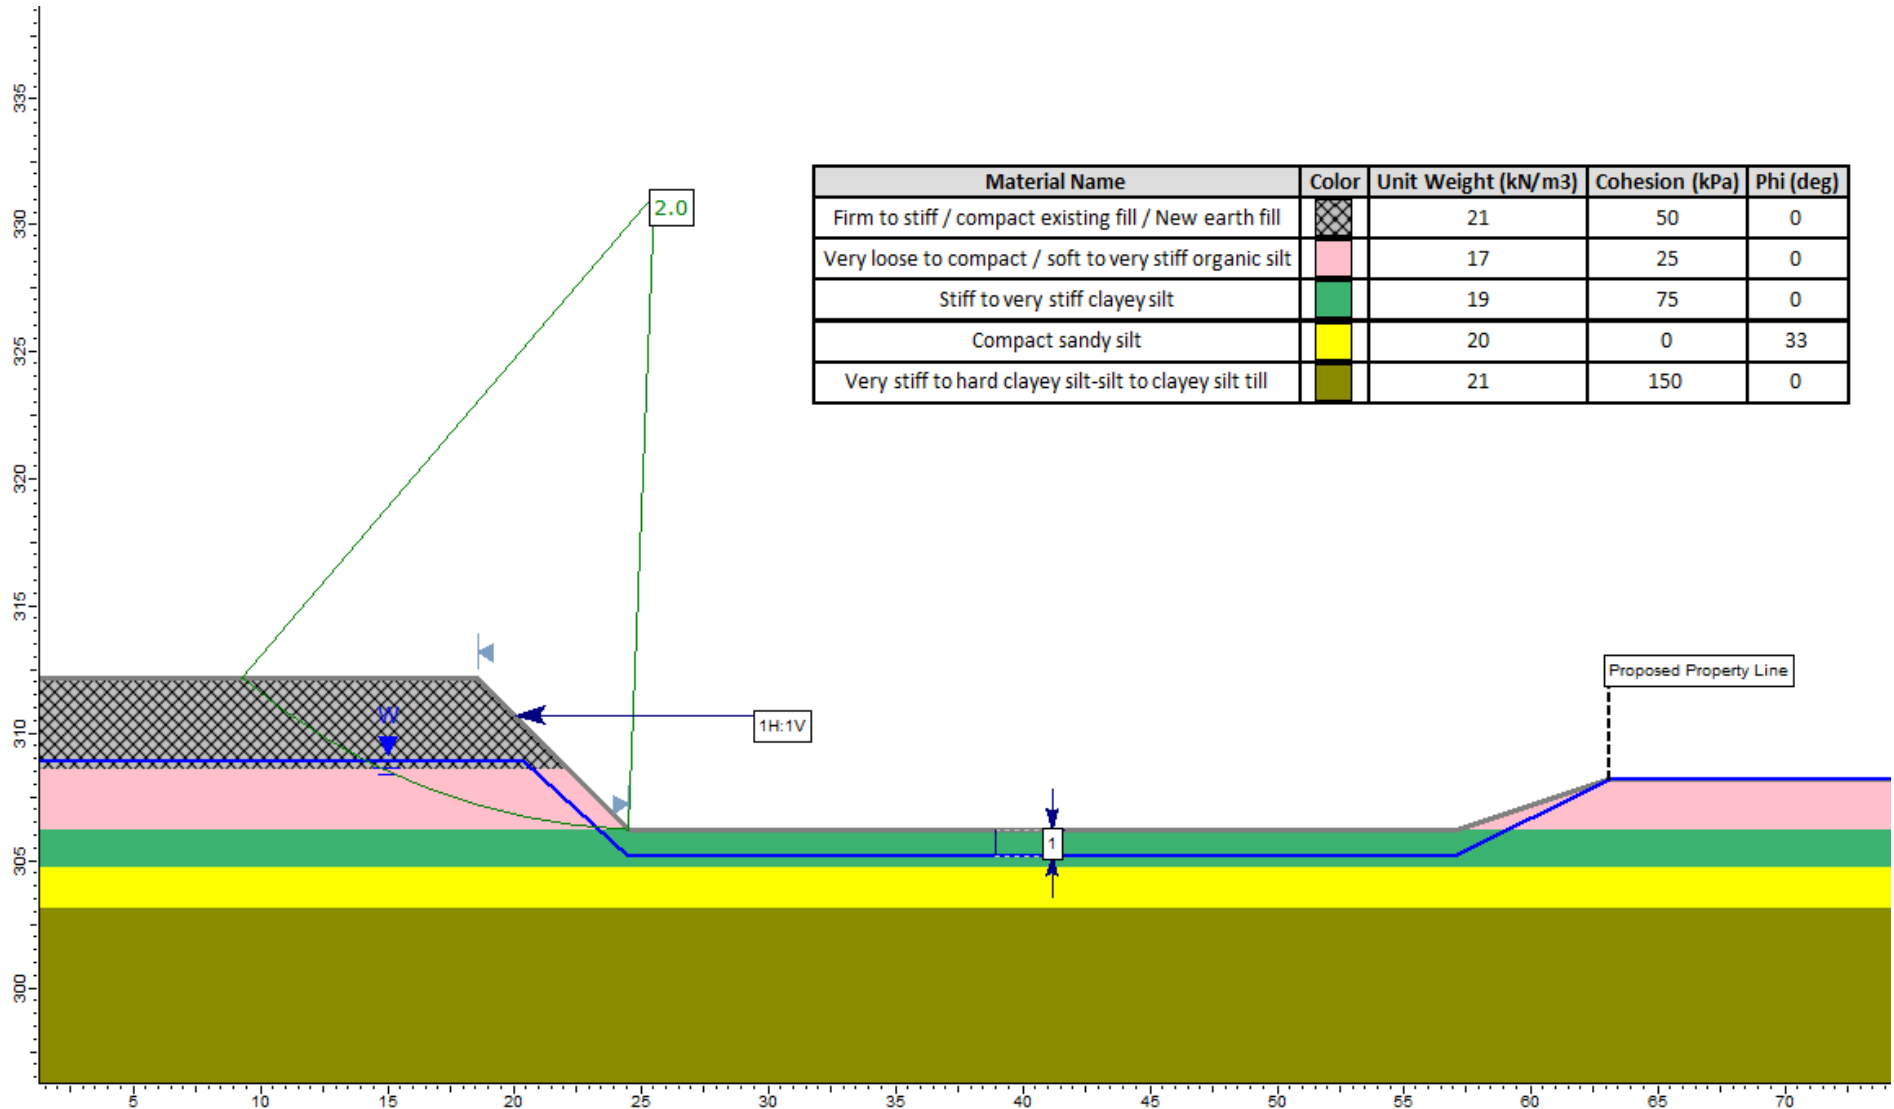 335
330
325
320
315
310
305
300
2.0
Material Name Color Unit Weight (kN/m3) Cohesion (kPa) Phi (deg)
Firm to stiff / compact existing fill / New earth fill 21 50 0
Very loose to compact / soft to very stiff organic silt 17 25 0
Stiff to very stiff clayey silt 19 75 0
Compact sandy silt 20 0 33
Very stiff to hard clayey silt-silt to clayey silt till 21 150 0
Proposed Property Line
W
1H:1V
1
5 10 15 20 25 30 35 40 45 50 55 60 65 70